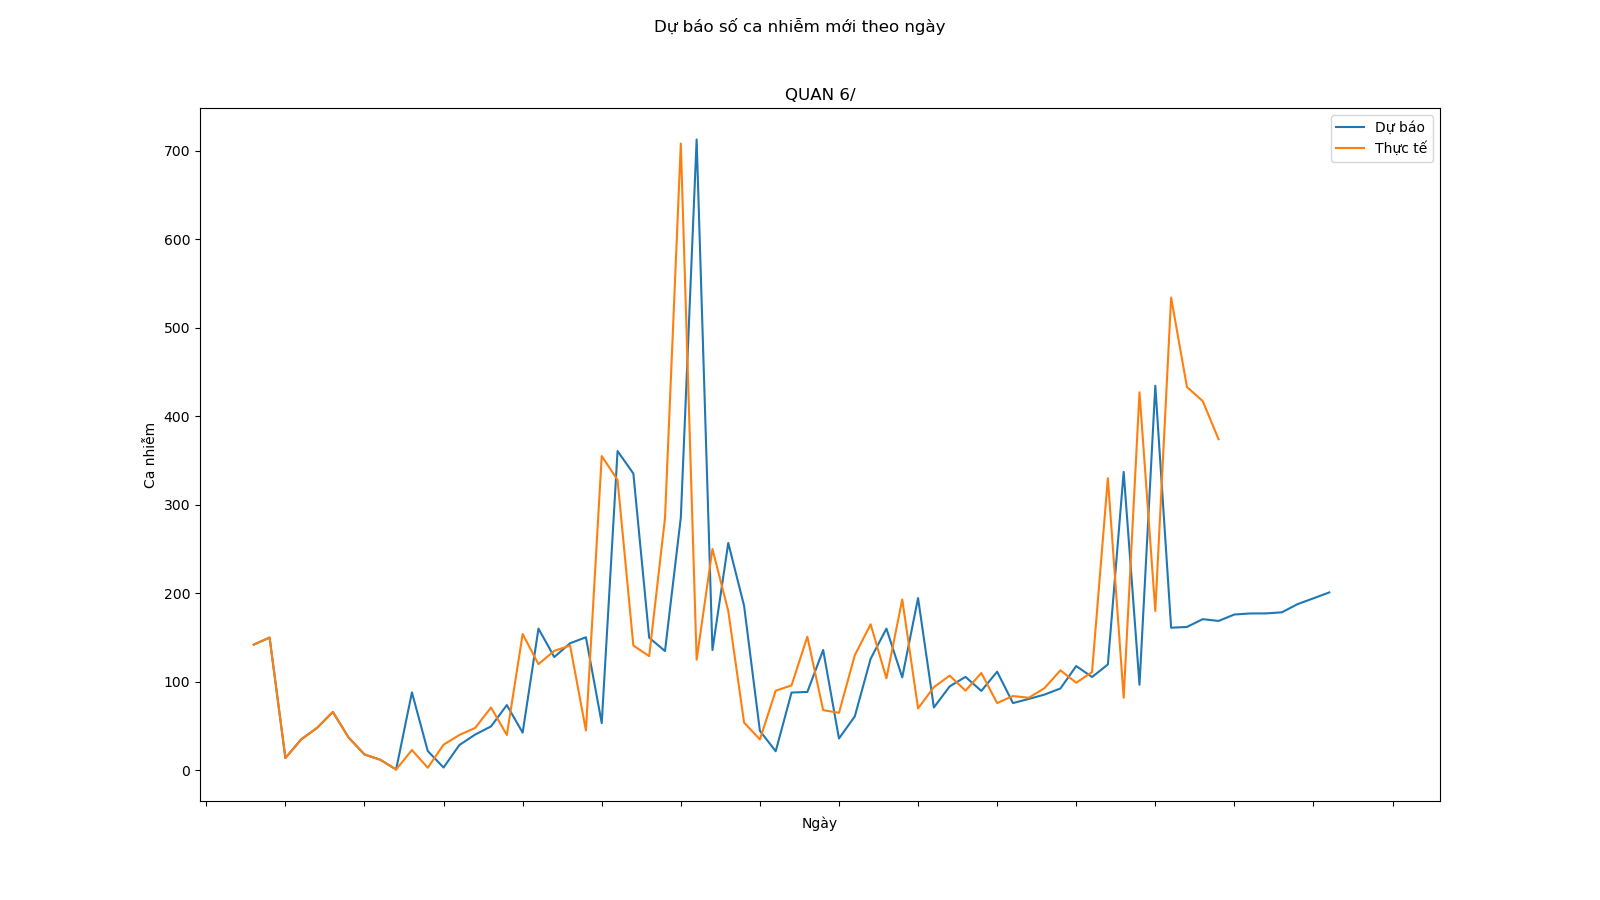 Dự báo số ca nhiễm mới theo ngày
QUAN 6/
Dự báo
Thực tế
700
600
500
400
300
200
100
0
Ca nhiễm
Ngày